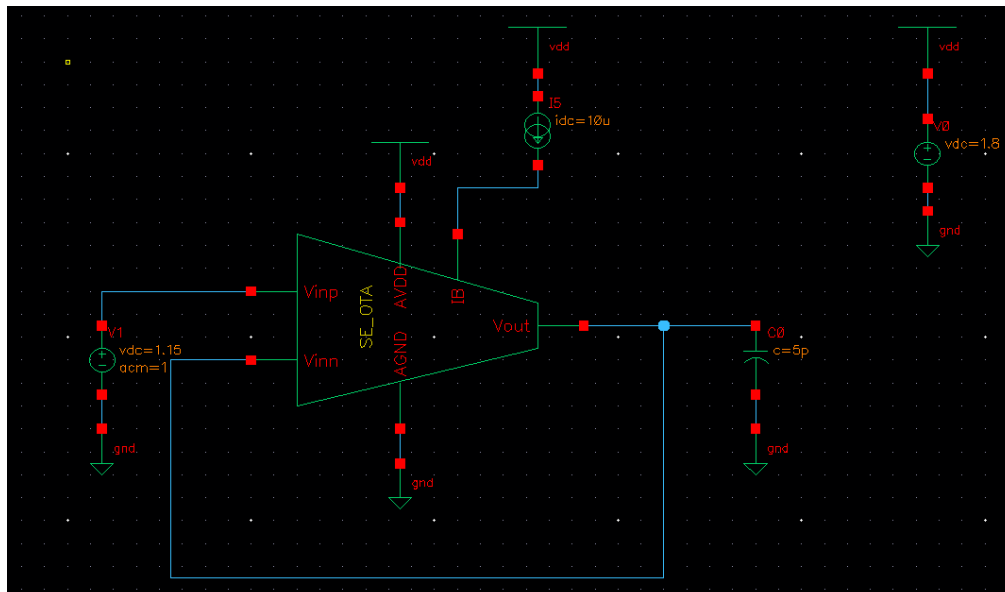 vdd
vdd
I5
idc=10u
V0
vdc=1.8
vdd
gnd
Vinp
AVDD
IB
SE_OTA
Vout
V1
vdc=1.15
acm=1
Vinn
AGND
C0
c=5p
gnd
gnd
gnd